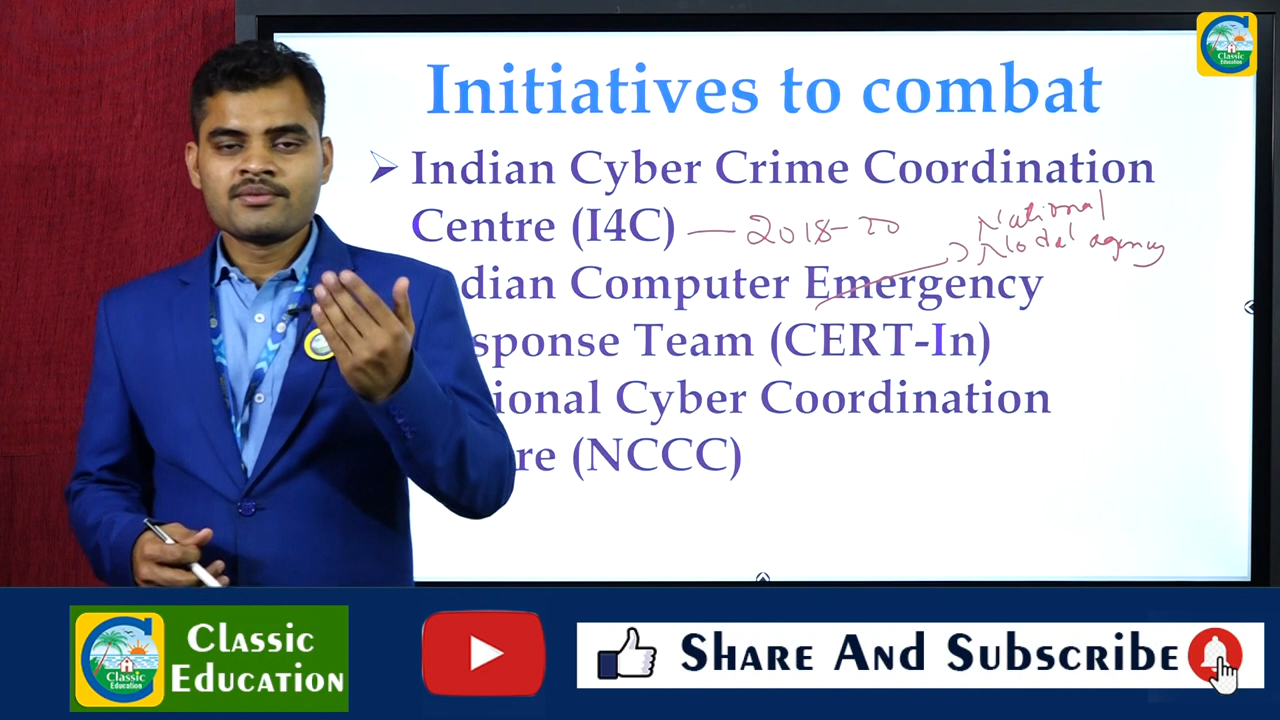 Classic
Education
Initiatives to combat
Indian Cyber Crime Coordination
Centre (I4C) — 2018-20
National
Nodal agency
dian Computer Emergency
sponse Team (CERT-In)
ional Cyber Coordination
re (NCCC)
Classic
Education
Classic
Education
Share And Subscribe